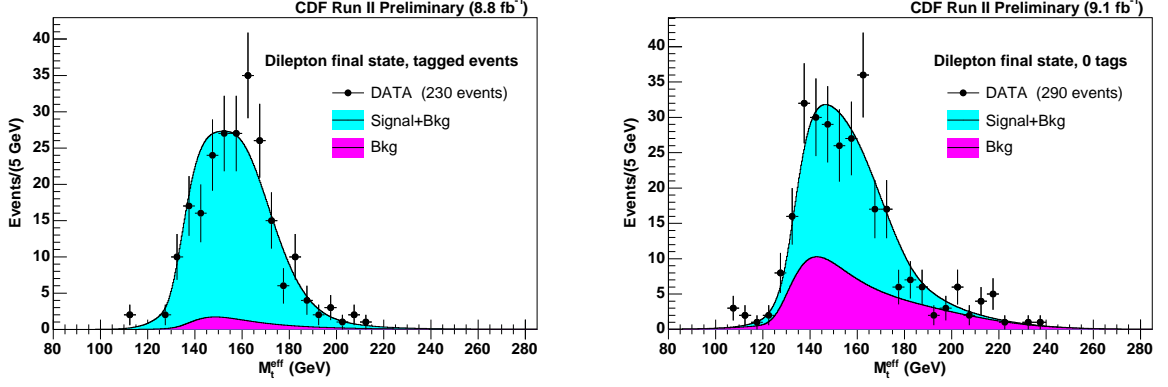 CDF Run II Preliminary (8.8 fb⁻¹)
Dilepton final state, tagged events
DATA (230 events)
Signal+Bkg
Bkg
Events/(5 GeV)
40
35
30
25
20
15
10
5
0
80 100 120 140 160 180 200 220 240 260 280
M_t^eff (GeV)
CDF Run II Preliminary (9.1 fb⁻¹)
Dilepton final state, 0 tags
DATA (290 events)
Signal+Bkg
Bkg
Events/(5 GeV)
40
35
30
25
20
15
10
5
0
80 100 120 140 160 180 200 220 240 260 280
M_t^eff (GeV)